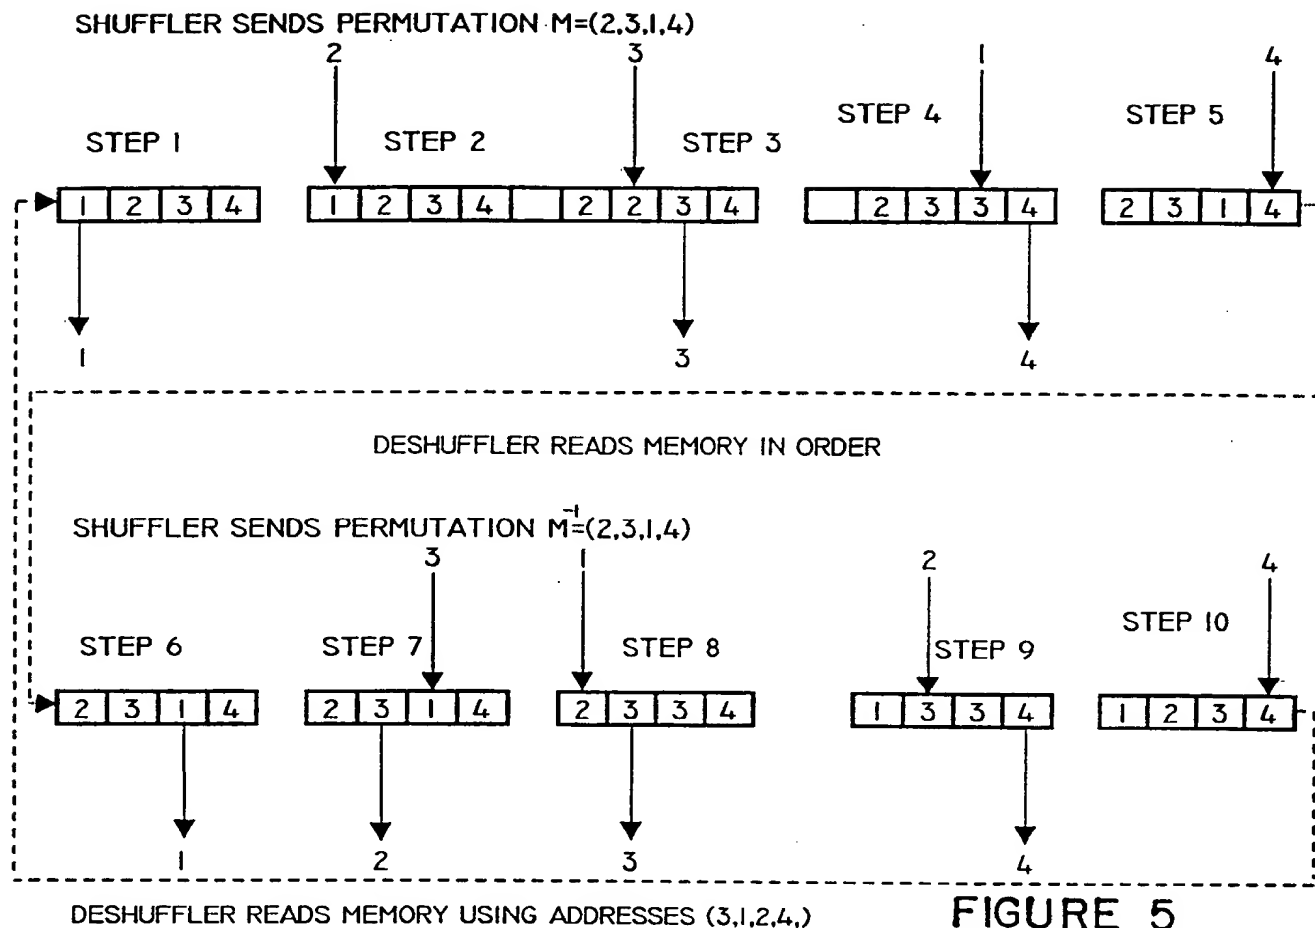 SHUFFLER SENDS PERMUTATION M=(2,3,1,4)
2 3 1 4
STEP 1 STEP 2 STEP 3 STEP 4 STEP 5
1 2 3 4 1 2 3 4 2 2 3 4 2 3 3 4 2 3 1 4
1 3 4
DESHUFFLER READS MEMORY IN ORDER
SHUFFLER SENDS PERMUTATION M⁻¹=(2,3,1,4)
3 1 2 4
STEP 6 STEP 7 STEP 8 STEP 9 STEP 10
2 3 1 4 2 3 1 4 2 3 3 4 1 3 3 4 1 2 3 4
1 2 3 4
DESHUFFLER READS MEMORY USING ADDRESSES (3,1,2,4,)
FIGURE 5